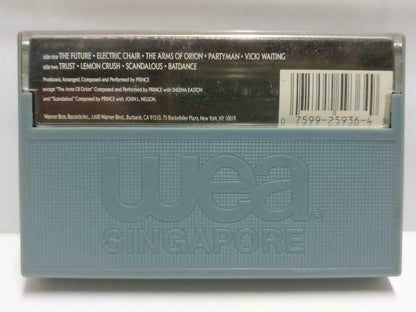 side one THE FUTURE • ELECTRIC CHAIR • THE ARMS OF ORION • PARTYMAN • VICKI WAITING
side two TRUST • LEMON CRUSH • SCANDALOUS • BATDANCE
Produced, Arranged, Composed and Performed by PRINCE
except "The Arms Of Orion" Composed and Performed by PRINCE with SHEENA EASTON
and "Scandalous" Composed by PRINCE with JOHN L. NELSON.
Warner Bros. Records Inc., 3300 Warner Blvd., Burbank, CA 91510. 75 Rockefeller Plaza, New York, NY 10019.
0 7599-25936-4
wea®
SINGAPORE